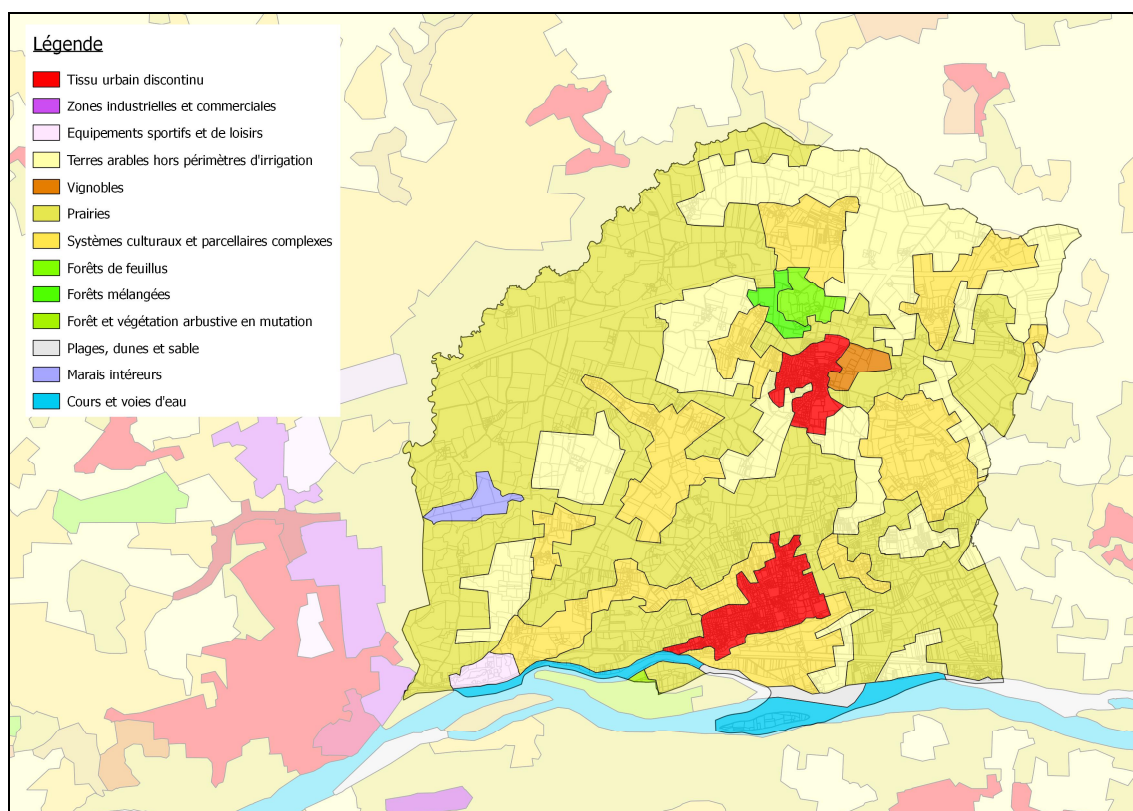 Légende
Tissu urbain discontinu
Zones industrielles et commerciales
Equipements sportifs et de loisirs
Terres arables hors périmètres d'irrigation
Vignobles
Prairies
Systèmes culturaux et parcellaires complexes
Forêts de feuillus
Forêts mélangées
Forêt et végétation arbustive en mutation
Plages, dunes et sable
Marais intéreurs
Cours et voies d'eau